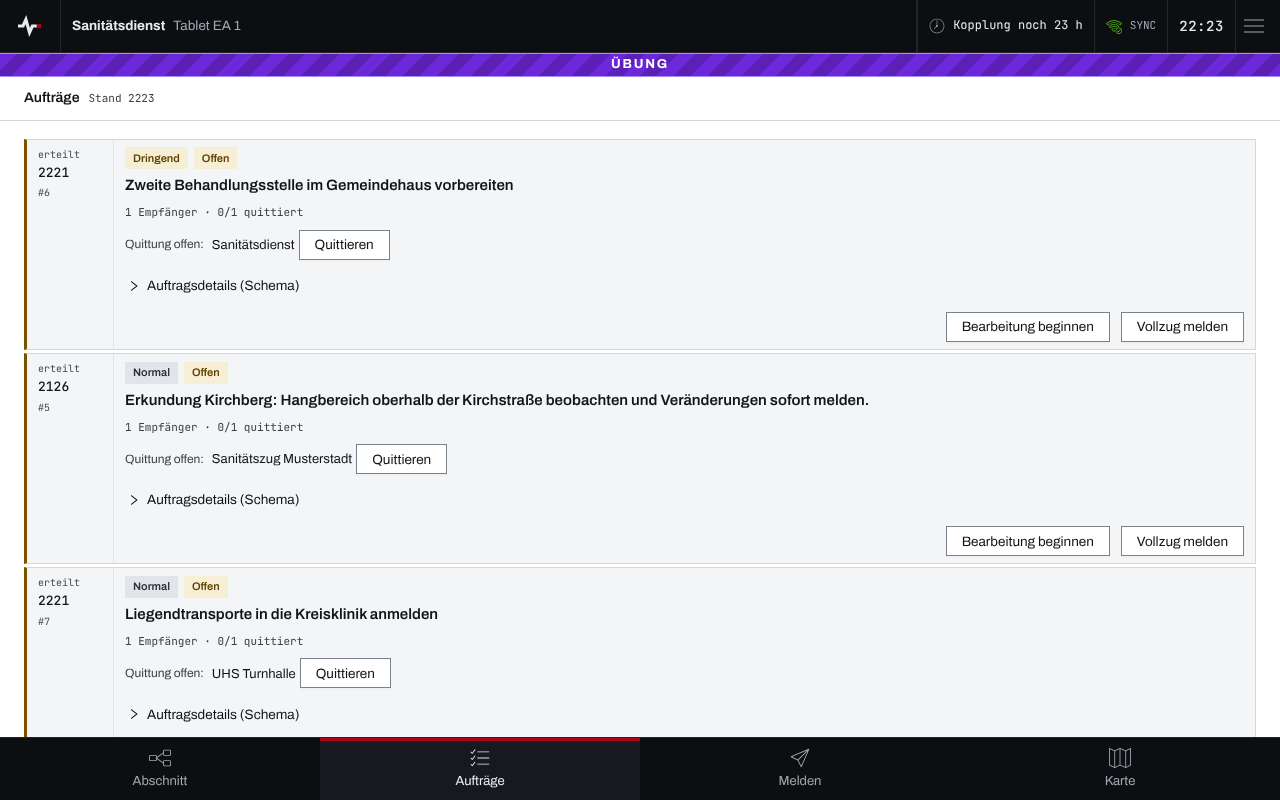 Sanitätsdienst Tablet EA 1
Kopplung noch 23 h
SYNC
22:23
ÜBUNG
Aufträge Stand 2223
erteilt
2221
#6
Dringend Offen
Zweite Behandlungsstelle im Gemeindehaus vorbereiten
1 Empfänger · 0/1 quittiert
Quittung offen: Sanitätsdienst Quittieren
Auftragsdetails (Schema)
Bearbeitung beginnen Vollzug melden
erteilt
2126
#5
Normal Offen
Erkundung Kirchberg: Hangbereich oberhalb der Kirchstraße beobachten und Veränderungen sofort melden.
1 Empfänger · 0/1 quittiert
Quittung offen: Sanitätszug Musterstadt Quittieren
Auftragsdetails (Schema)
Bearbeitung beginnen Vollzug melden
erteilt
2221
#7
Normal Offen
Liegendtransporte in die Kreisklinik anmelden
1 Empfänger · 0/1 quittiert
Quittung offen: UHS Turnhalle Quittieren
Auftragsdetails (Schema)
Abschnitt Aufträge Melden Karte